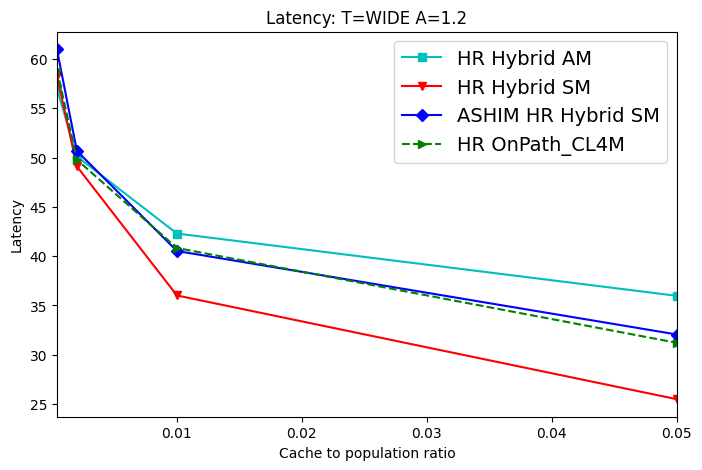 Latency: T=WIDE A=1.2
HR Hybrid AM
HR Hybrid SM
ASHIM HR Hybrid SM
HR OnPath_CL4M
60
55
50
45
40
35
30
25
Latency
0.01 0.02 0.03 0.04 0.05
Cache to population ratio